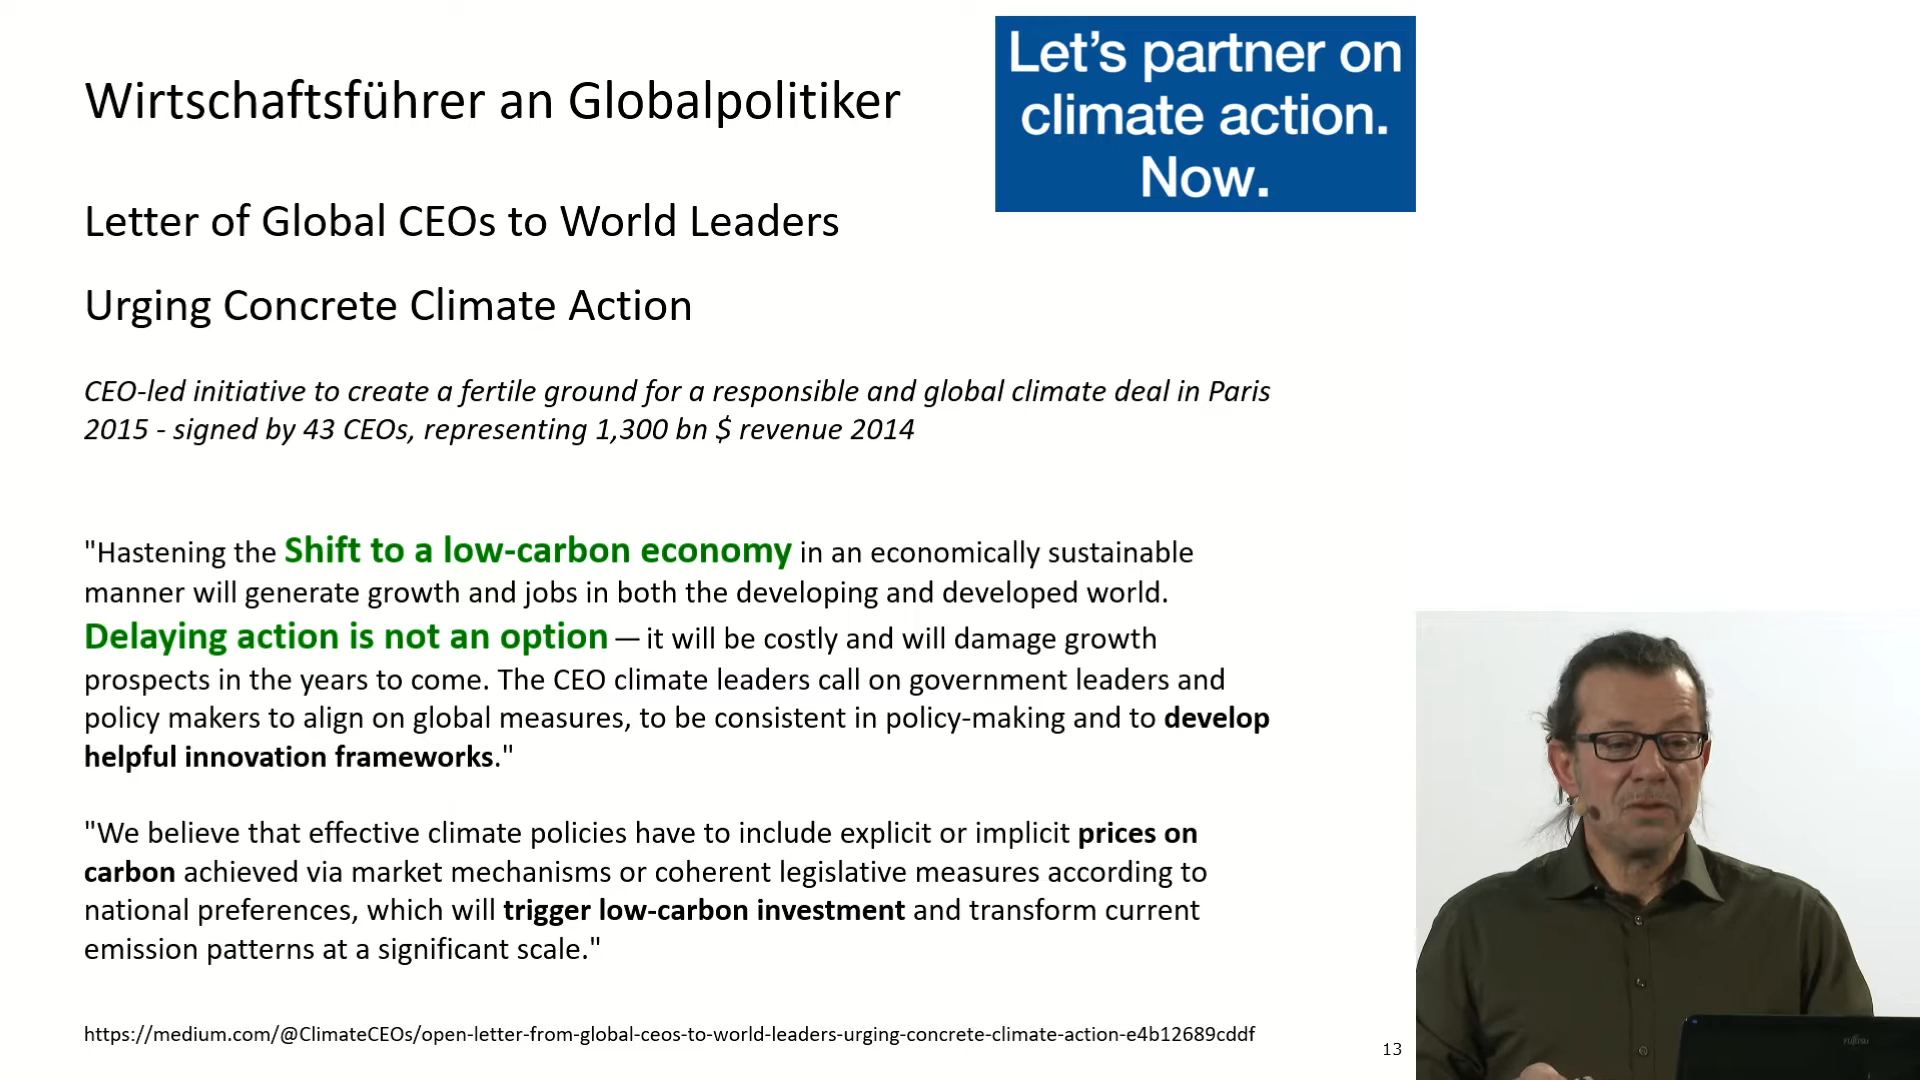 Wirtschaftsführer an Globalpolitiker
Let's partner on
climate action.
Now.
Letter of Global CEOs to World Leaders
Urging Concrete Climate Action
CEO-led initiative to create a fertile ground for a responsible and global climate deal in Paris
2015 - signed by 43 CEOs, representing 1,300 bn $ revenue 2014
"Hastening the Shift to a low-carbon economy in an economically sustainable
manner will generate growth and jobs in both the developing and developed world.
Delaying action is not an option — it will be costly and will damage growth
prospects in the years to come. The CEO climate leaders call on government leaders and
policy makers to align on global measures, to be consistent in policy-making and to develop
helpful innovation frameworks."
"We believe that effective climate policies have to include explicit or implicit prices on
carbon achieved via market mechanisms or coherent legislative measures according to
national preferences, which will trigger low-carbon investment and transform current
emission patterns at a significant scale."
https://medium.com/@ClimateCEOs/open-letter-from-global-ceos-to-world-leaders-urging-concrete-climate-action-e4b12689cddf
13
FUJITSU